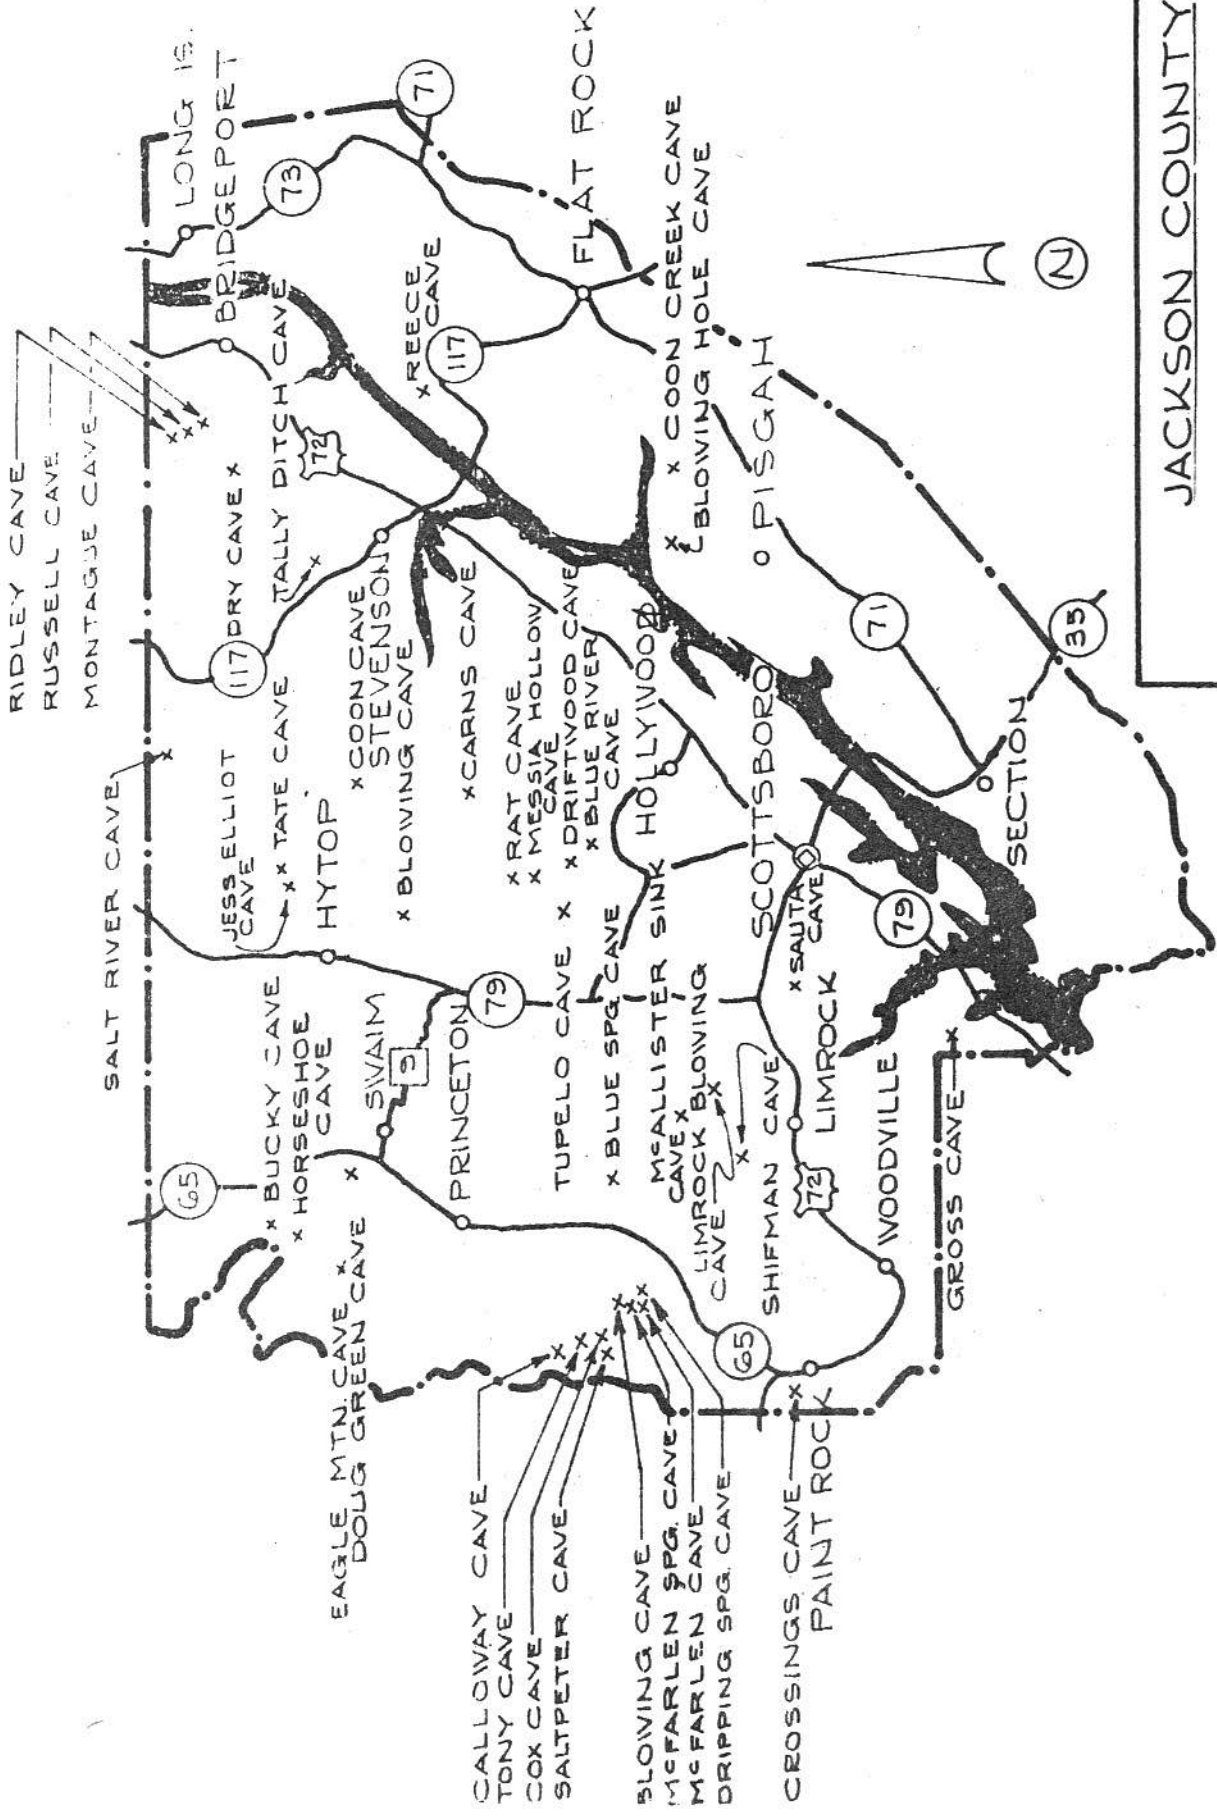 RIDLEY CAVE
RUSSELL CAVE
MONTAGUE CAVE
SALT RIVER CAVE
LONG IS.
BRIDGEPORT
73
71
117
DRY CAVE
TALLY DITCH CAVE
72
JESS ELLIOT
CAVE
TATE CAVE
HYTOP
COON CAVE
STEVENSON
BLOWING CAVE
REECE
CAVE
117
FLAT ROCK
65
BUCKY CAVE
HORSESHOE
CAVE
SWAIM
9
PRINCETON
79
CARNS CAVE
RAT CAVE
MESSIA HOLLOW
CAVE
DRIFTWOOD CAVE
BLUE RIVER
CAVE
HOLLYWOOD
COON CREEK CAVE
BLOWING HOLE CAVE
PISGAH
EAGLE MTN. CAVE
DOUG GREEN CAVE
TUPELO CAVE
BLUE SPG CAVE
MCALLISTER SINK
CAVE
LIMROCK BLOWING
CAVE
SHIFMAN CAVE
SCOTTSBORO
SAUTA
CAVE
79
71
35
SECTION
LIMROCK
72
WOODVILLE
GROSS CAVE
65
CALLOWAY CAVE
TONY CAVE
COX CAVE
SALTPETER CAVE
BLOWING CAVE
MCFARLEN SPG. CAVE
MCFARLEN CAVE
DRIPPING SPG. CAVE
CROSSINGS CAVE
PAINT ROCK
N
JACKSON COUNTY